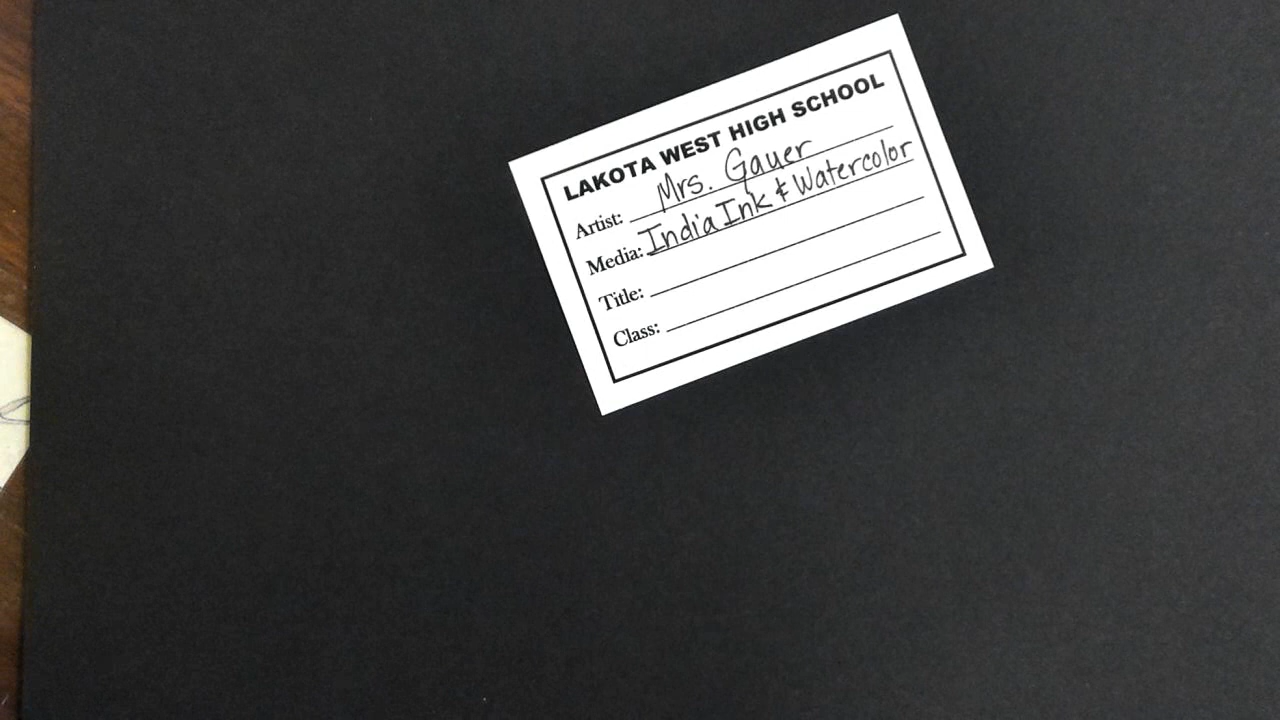 LAKOTA WEST HIGH SCHOOL
Artist: Mrs. Gauer
Media: India Ink & Watercolor
Title:
Class: